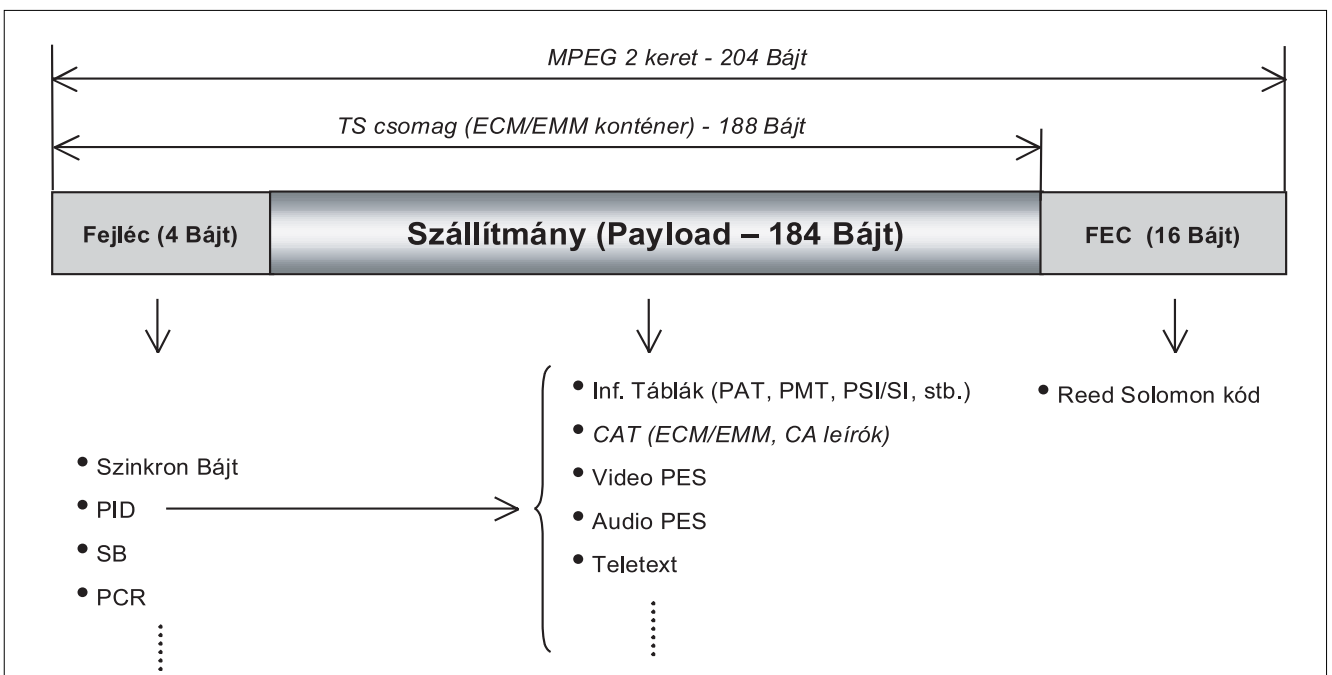 MPEG 2 keret - 204 Bájt
TS csomag (ECM/EMM konténer) - 188 Bájt
Fejléc (4 Bájt)
Szállítmány (Payload – 184 Bájt)
FEC (16 Bájt)
• Szinkron Bájt
• PID
• SB
• PCR
• Inf. Táblák (PAT, PMT, PSI/SI, stb.)
• CAT (ECM/EMM, CA leírók)
• Video PES
• Audio PES
• Teletext
• Reed Solomon kód